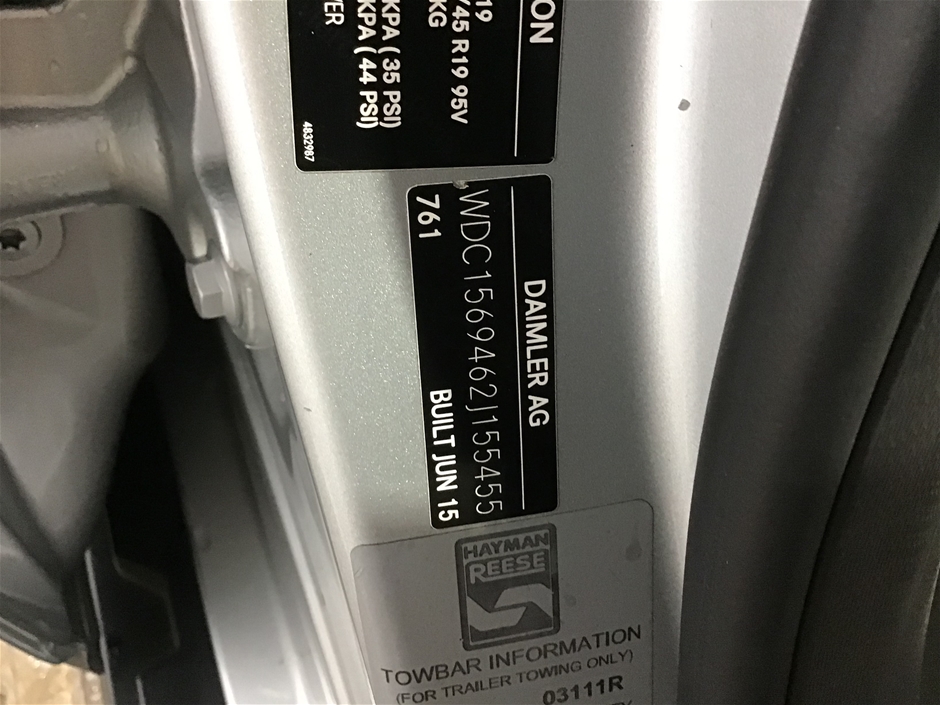 ON
19
/45 R19 95V
KG
KPA ( 35 PSI)
KPA ( 44 PSI)
4832987
DAIMLER AG
WDC1569462J155455
761 BUILT JUN 15
HAYMAN
REESE
TOWBAR INFORMATION
(FOR TRAILER TOWING ONLY)
03111R